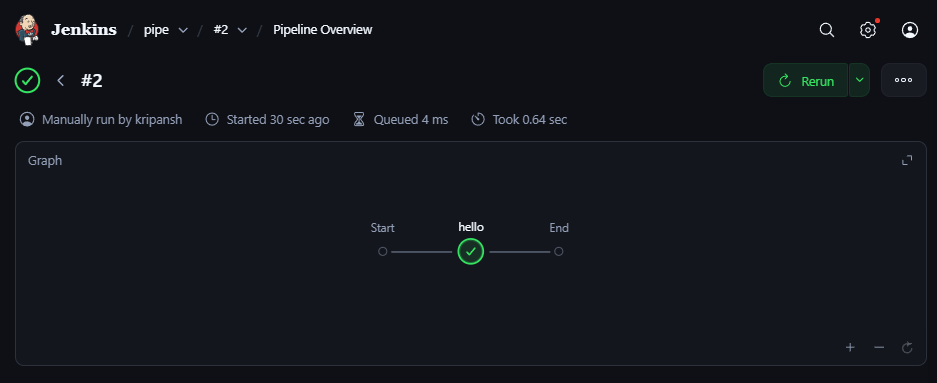 Jenkins / pipe / #2 / Pipeline Overview
#2 Rerun
Manually run by kripansh Started 30 sec ago Queued 4 ms Took 0.64 sec
Graph
Start hello End